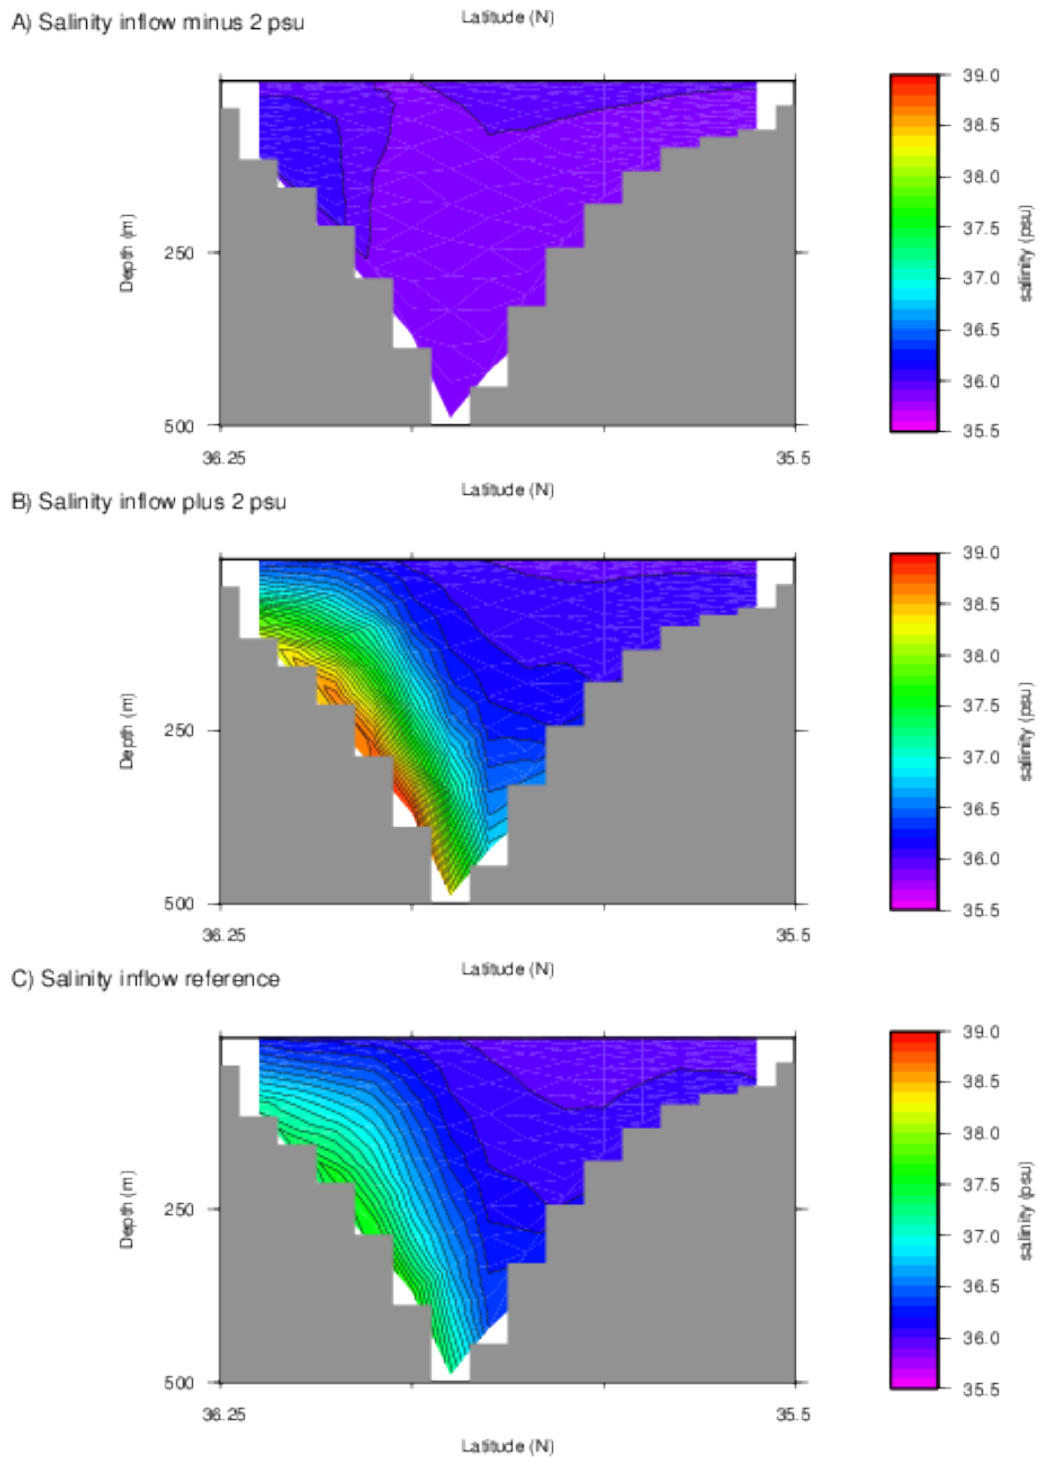 Latitude (N)
A) Salinity inflow minus 2 psu
39.0
38.5
38.0
37.5
37.0
36.5
36.0
35.5
salinity (psu)
Depth (m)
250
500
36.25
35.5
Latitude (N)
B) Salinity inflow plus 2 psu
39.0
38.5
38.0
37.5
37.0
36.5
36.0
35.5
salinity (psu)
Depth (m)
250
500
36.25
35.5
Latitude (N)
C) Salinity inflow reference
39.0
38.5
38.0
37.5
37.0
36.5
36.0
35.5
salinity (psu)
Depth (m)
250
500
36.25
35.5
Latitude (N)